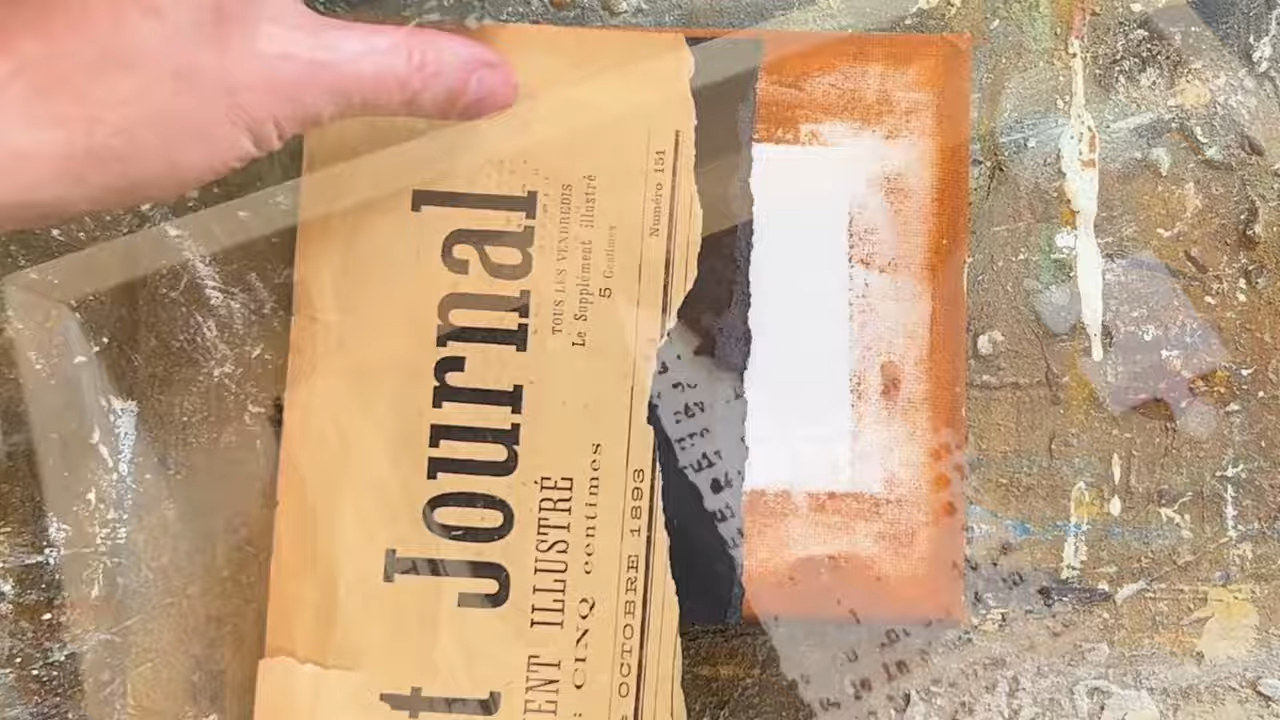 t Journal
TOUS LES VENDREDIS
Le Supplément illustré
5 Centimes
ENT ILLUSTRÉ
: CINQ centimes
OCTOBRE 1893
Numéro 151